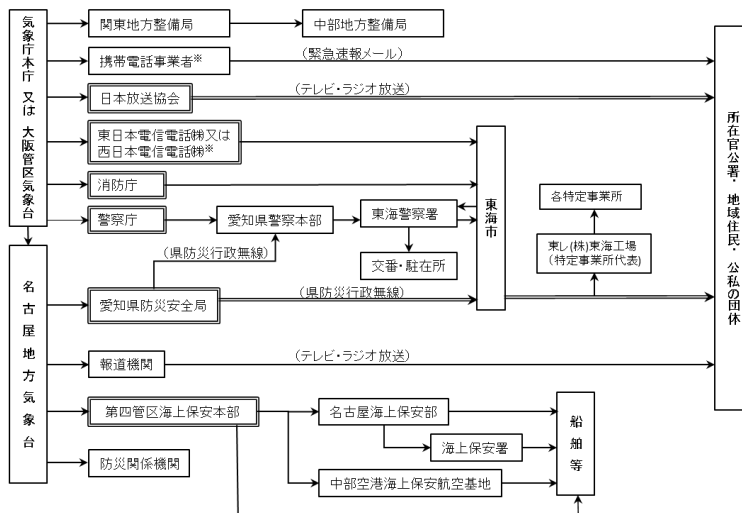 気象庁本庁 又は 大阪管区気象台
関東地方整備局
中部地方整備局
携帯電話事業者※
(緊急速報メール)
日本放送協会
(テレビ・ラジオ放送)
東日本電信電話㈱又は
西日本電信電話㈱※
消防庁
警察庁
愛知県警察本部
東海警察署
交番・駐在所
東海市
各特定事業所
東レ(株)東海工場
(特定事業所代表)
所在官公署・地域住民・公私の団体
名古屋地方気象台
(県防災行政無線)
愛知県防災安全局
(県防災行政無線)
報道機関
(テレビ・ラジオ放送)
第四管区海上保安本部
名古屋海上保安部
海上保安署
中部空港海上保安航空基地
船舶等
防災関係機関